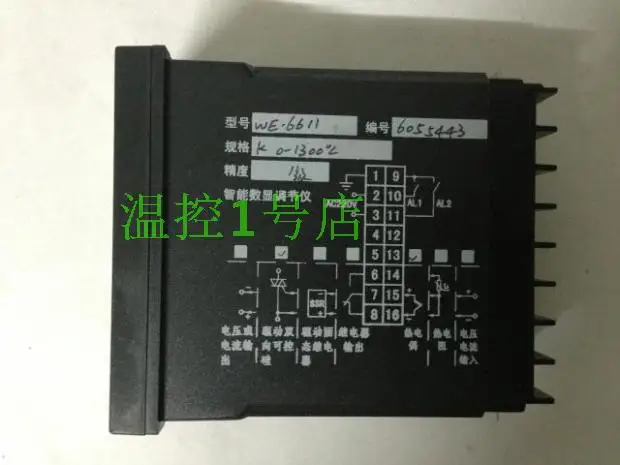 型号 WE-6611 编号 6055443
规格 K 0-1300℃
精度
智能数显调节仪
温控1号店
AC220V
AL1 AL2
1 9
2 10
3 11
4 12
5 13
6 14
7 15
8 16
SSR
电压或电流输出
驱动双向可控硅
驱动固态继电器
继电器输出
热电偶
热电阻
电压电流输入